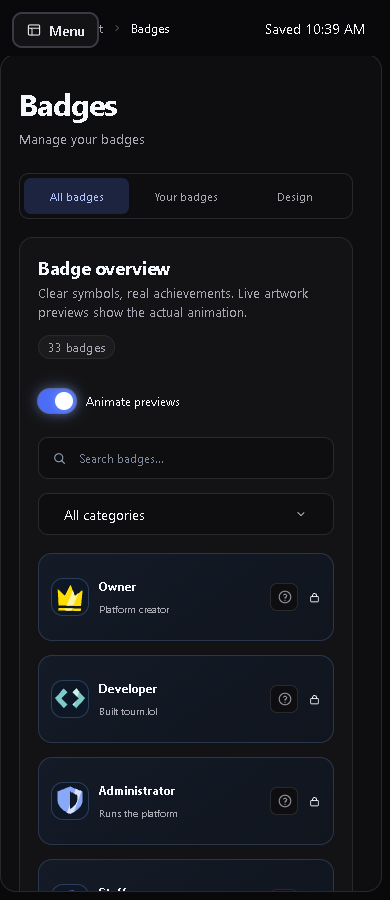 Menu
t > Badges
Saved 10:39 AM
Badges
Manage your badges
All badges
Your badges
Design
Badge overview
Clear symbols, real achievements. Live artwork
previews show the actual animation.
33 badges
Animate previews
Search badges...
All categories
Owner
Platform creator
Developer
Built tourn.lol
Administrator
Runs the platform